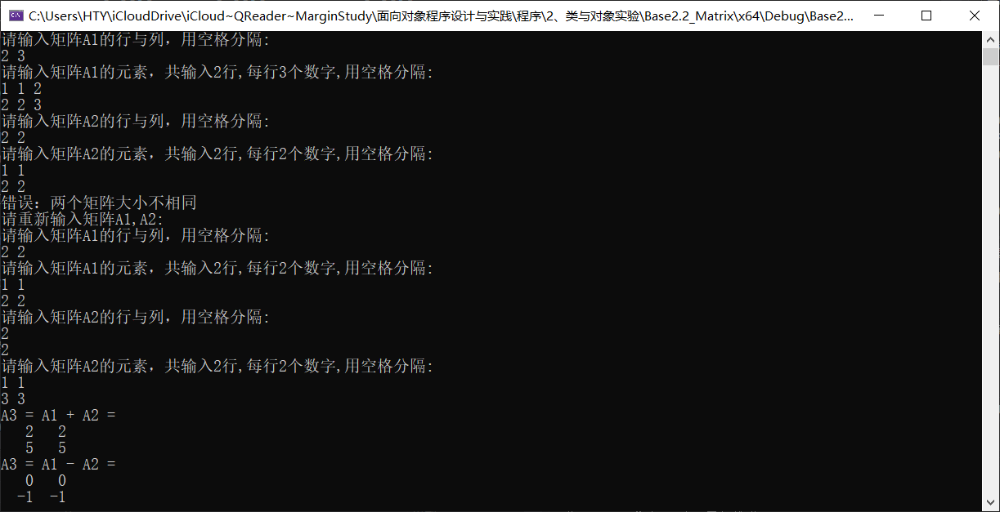 C:\Users\HTY\iCloudDrive\iCloud~QReader~MarginStudy\面向对象程序设计与实践\程序\2、类与对象实验\Base2.2_Matrix\x64\Debug\Base2...
请输入矩阵A1的行与列，用空格分隔:
2 3
请输入矩阵A1的元素，共输入2行,每行3个数字,用空格分隔:
1 1 2
2 2 3
请输入矩阵A2的行与列，用空格分隔:
2 2
请输入矩阵A2的元素，共输入2行,每行2个数字,用空格分隔:
1 1
2 2
错误：两个矩阵大小不相同
请重新输入矩阵A1,A2:
请输入矩阵A1的行与列，用空格分隔:
2 2
请输入矩阵A1的元素，共输入2行,每行2个数字,用空格分隔:
1 1
2 2
请输入矩阵A2的行与列，用空格分隔:
2
2
请输入矩阵A2的元素，共输入2行,每行2个数字,用空格分隔:
1 1
3 3
A3 = A1 + A2 =
   2   2
   5   5
A3 = A1 - A2 =
   0   0
  -1  -1